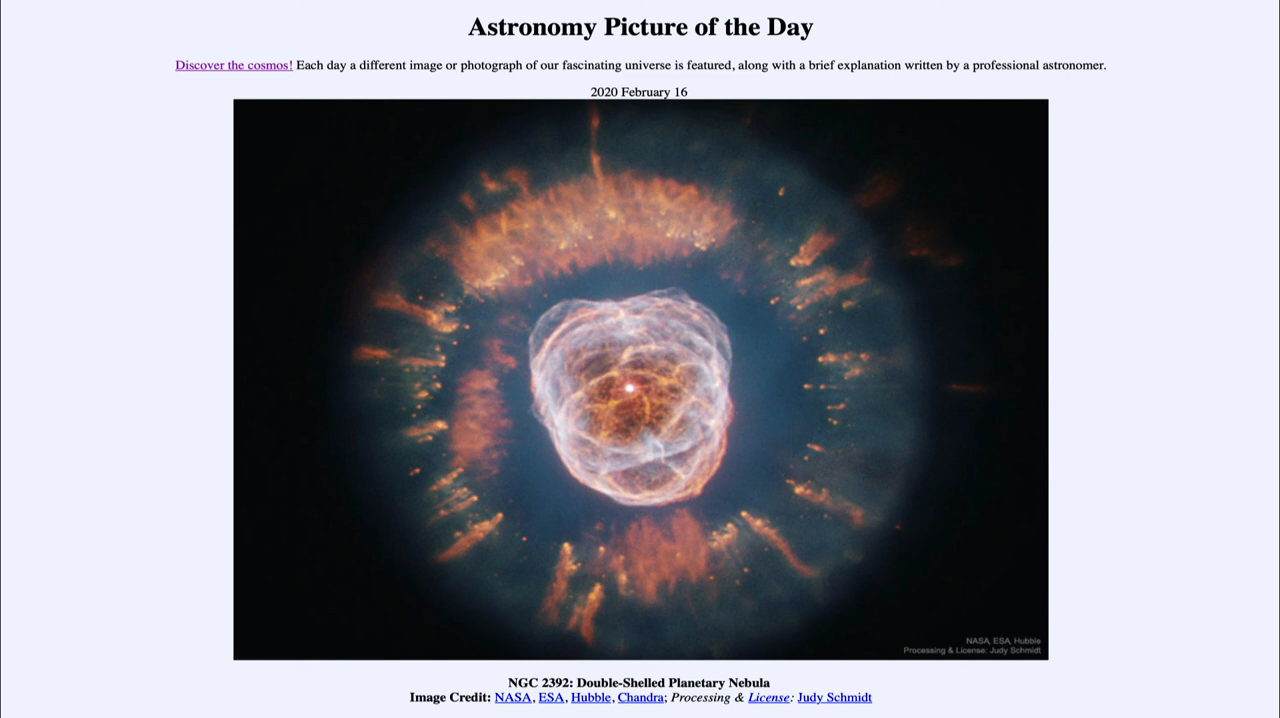 Astronomy Picture of the Day
Discover the cosmos! Each day a different image or photograph of our fascinating universe is featured, along with a brief explanation written by a professional astronomer.
2020 February 16
NASA, ESA, Hubble
Processing & License: Judy Schmidt
NGC 2392: Double-Shelled Planetary Nebula
Image Credit: NASA, ESA, Hubble, Chandra; Processing & License: Judy Schmidt